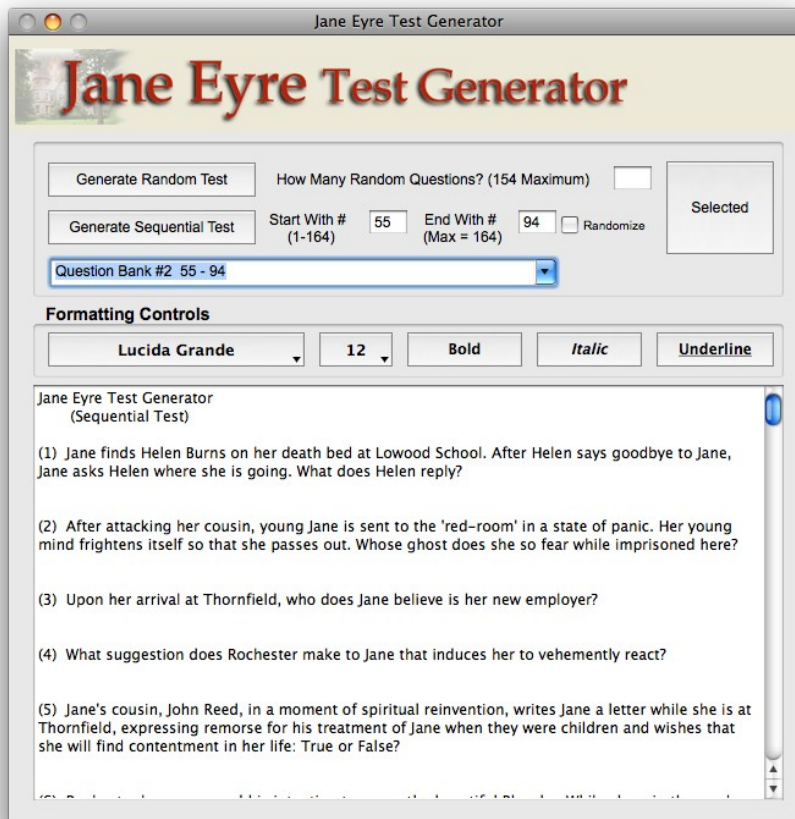 Jane Eyre Test Generator
Jane Eyre Test Generator
Generate Random Test
How Many Random Questions? (154 Maximum)
Selected
Generate Sequential Test
Start With # 55 End With # 94 Randomize
(1-164) (Max = 164)
Question Bank #2 55 - 94
Formatting Controls
Lucida Grande 12 Bold Italic Underline
Jane Eyre Test Generator
(Sequential Test)
(1) Jane finds Helen Burns on her death bed at Lowood School. After Helen says goodbye to Jane,
Jane asks Helen where she is going. What does Helen reply?
(2) After attacking her cousin, young Jane is sent to the 'red-room' in a state of panic. Her young
mind frightens itself so that she passes out. Whose ghost does she so fear while imprisoned here?
(3) Upon her arrival at Thornfield, who does Jane believe is her new employer?
(4) What suggestion does Rochester make to Jane that induces her to vehemently react?
(5) Jane's cousin, John Reed, in a moment of spiritual reinvention, writes Jane a letter while she is at
Thornfield, expressing remorse for his treatment of Jane when they were children and wishes that
she will find contentment in her life: True or False?